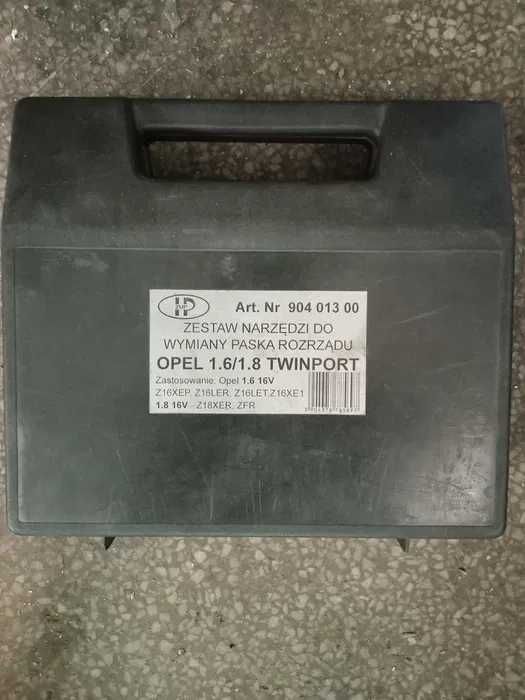 HP
ZUP
Art. Nr 904 013 00
ZESTAW NARZĘDZI DO
WYMIANY PASKA ROZRZĄDU
OPEL 1.6/1.8 TWINPORT
Zastosowanie: Opel 1.6 16V
Z16XEP, Z16LER, Z16LET,Z16XE1
1.8 16V - Z18XER, ZFR